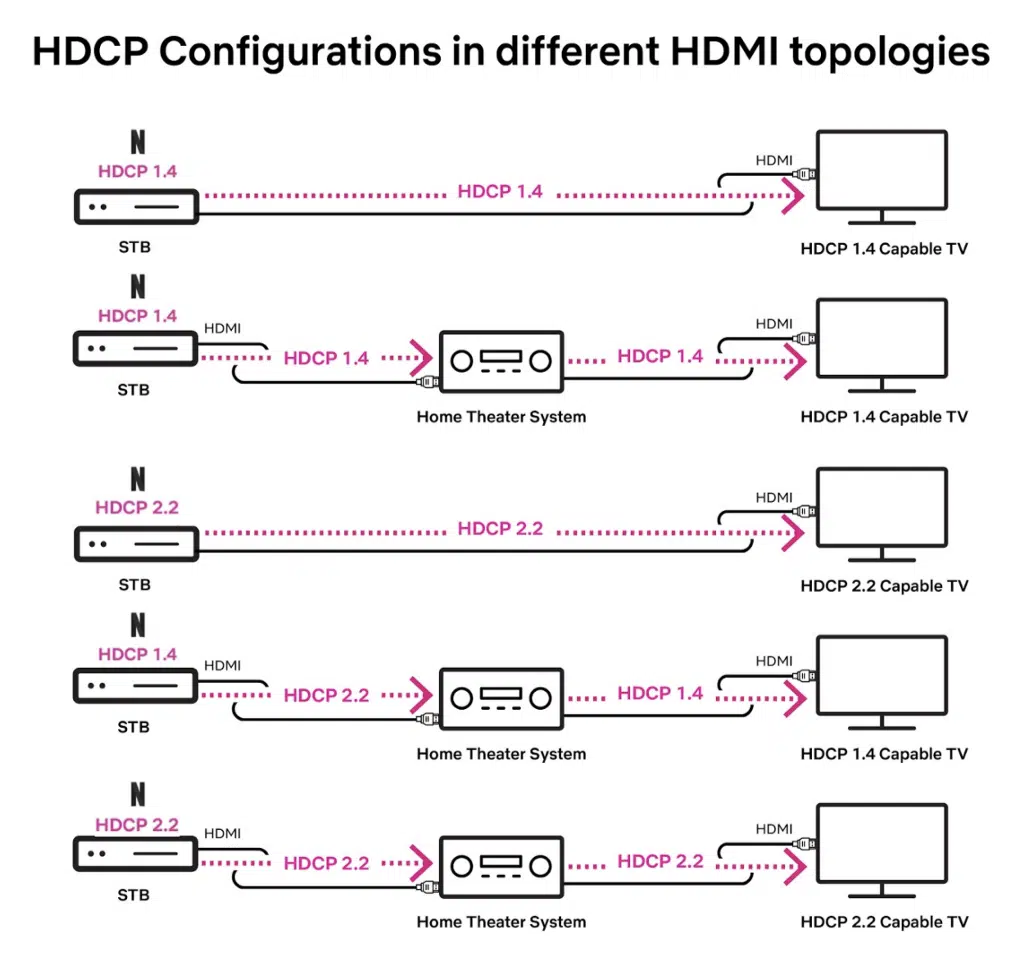 HDCP Configurations in different HDMI topologies
N
HDCP 1.4
HDCP 1.4
HDMI
STB
HDCP 1.4 Capable TV
N
HDCP 1.4
HDMI
HDCP 1.4
HDCP 1.4
HDMI
STB
Home Theater System
HDCP 1.4 Capable TV
N
HDCP 2.2
HDCP 2.2
HDMI
STB
HDCP 2.2 Capable TV
N
HDCP 1.4
HDMI
HDCP 2.2
HDCP 1.4
HDMI
STB
Home Theater System
HDCP 1.4 Capable TV
N
HDCP 2.2
HDMI
HDCP 2.2
HDCP 2.2
HDMI
STB
Home Theater System
HDCP 2.2 Capable TV